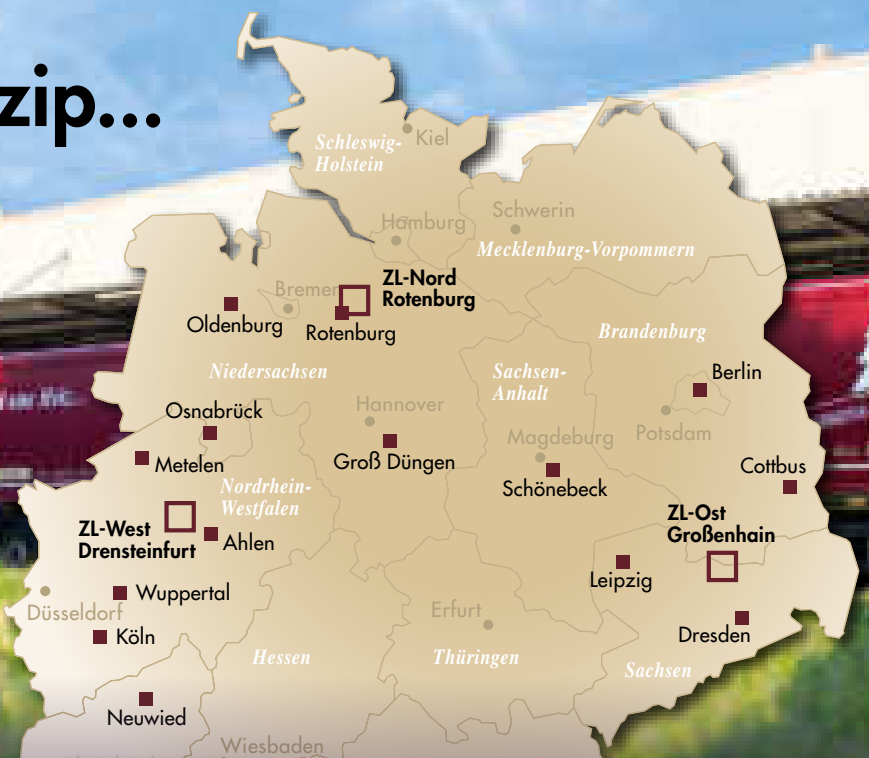 zip...
Kiel
Schleswig-
Holstein
Schwerin
Hamburg
Mecklenburg-Vorpommern
ZL-Nord
Rotenburg
Bremen
Oldenburg
Rotenburg
Brandenburg
Niedersachsen
Sachsen-
Anhalt
Berlin
Osnabrück
Hannover
Potsdam
Magdeburg
Metelen
Groß Düngen
Cottbus
Schönebeck
Nordrhein-
Westfalen
ZL-West
Drensteinfurt
ZL-Ost
Großenhain
Ahlen
Leipzig
Wuppertal
Düsseldorf
Erfurt
Köln
Dresden
Hessen
Thüringen
Sachsen
Neuwied
Wiesbaden